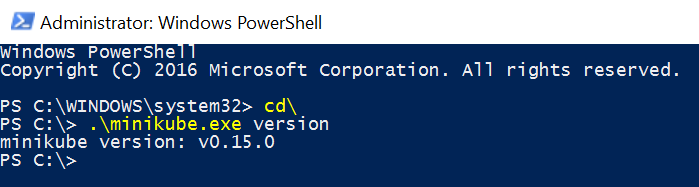 Administrator: Windows PowerShell
Windows PowerShell
Copyright (C) 2016 Microsoft Corporation. All rights reserved.
PS C:\WINDOWS\system32> cd\
PS C:\> .\minikube.exe version
minikube version: v0.15.0
PS C:\>